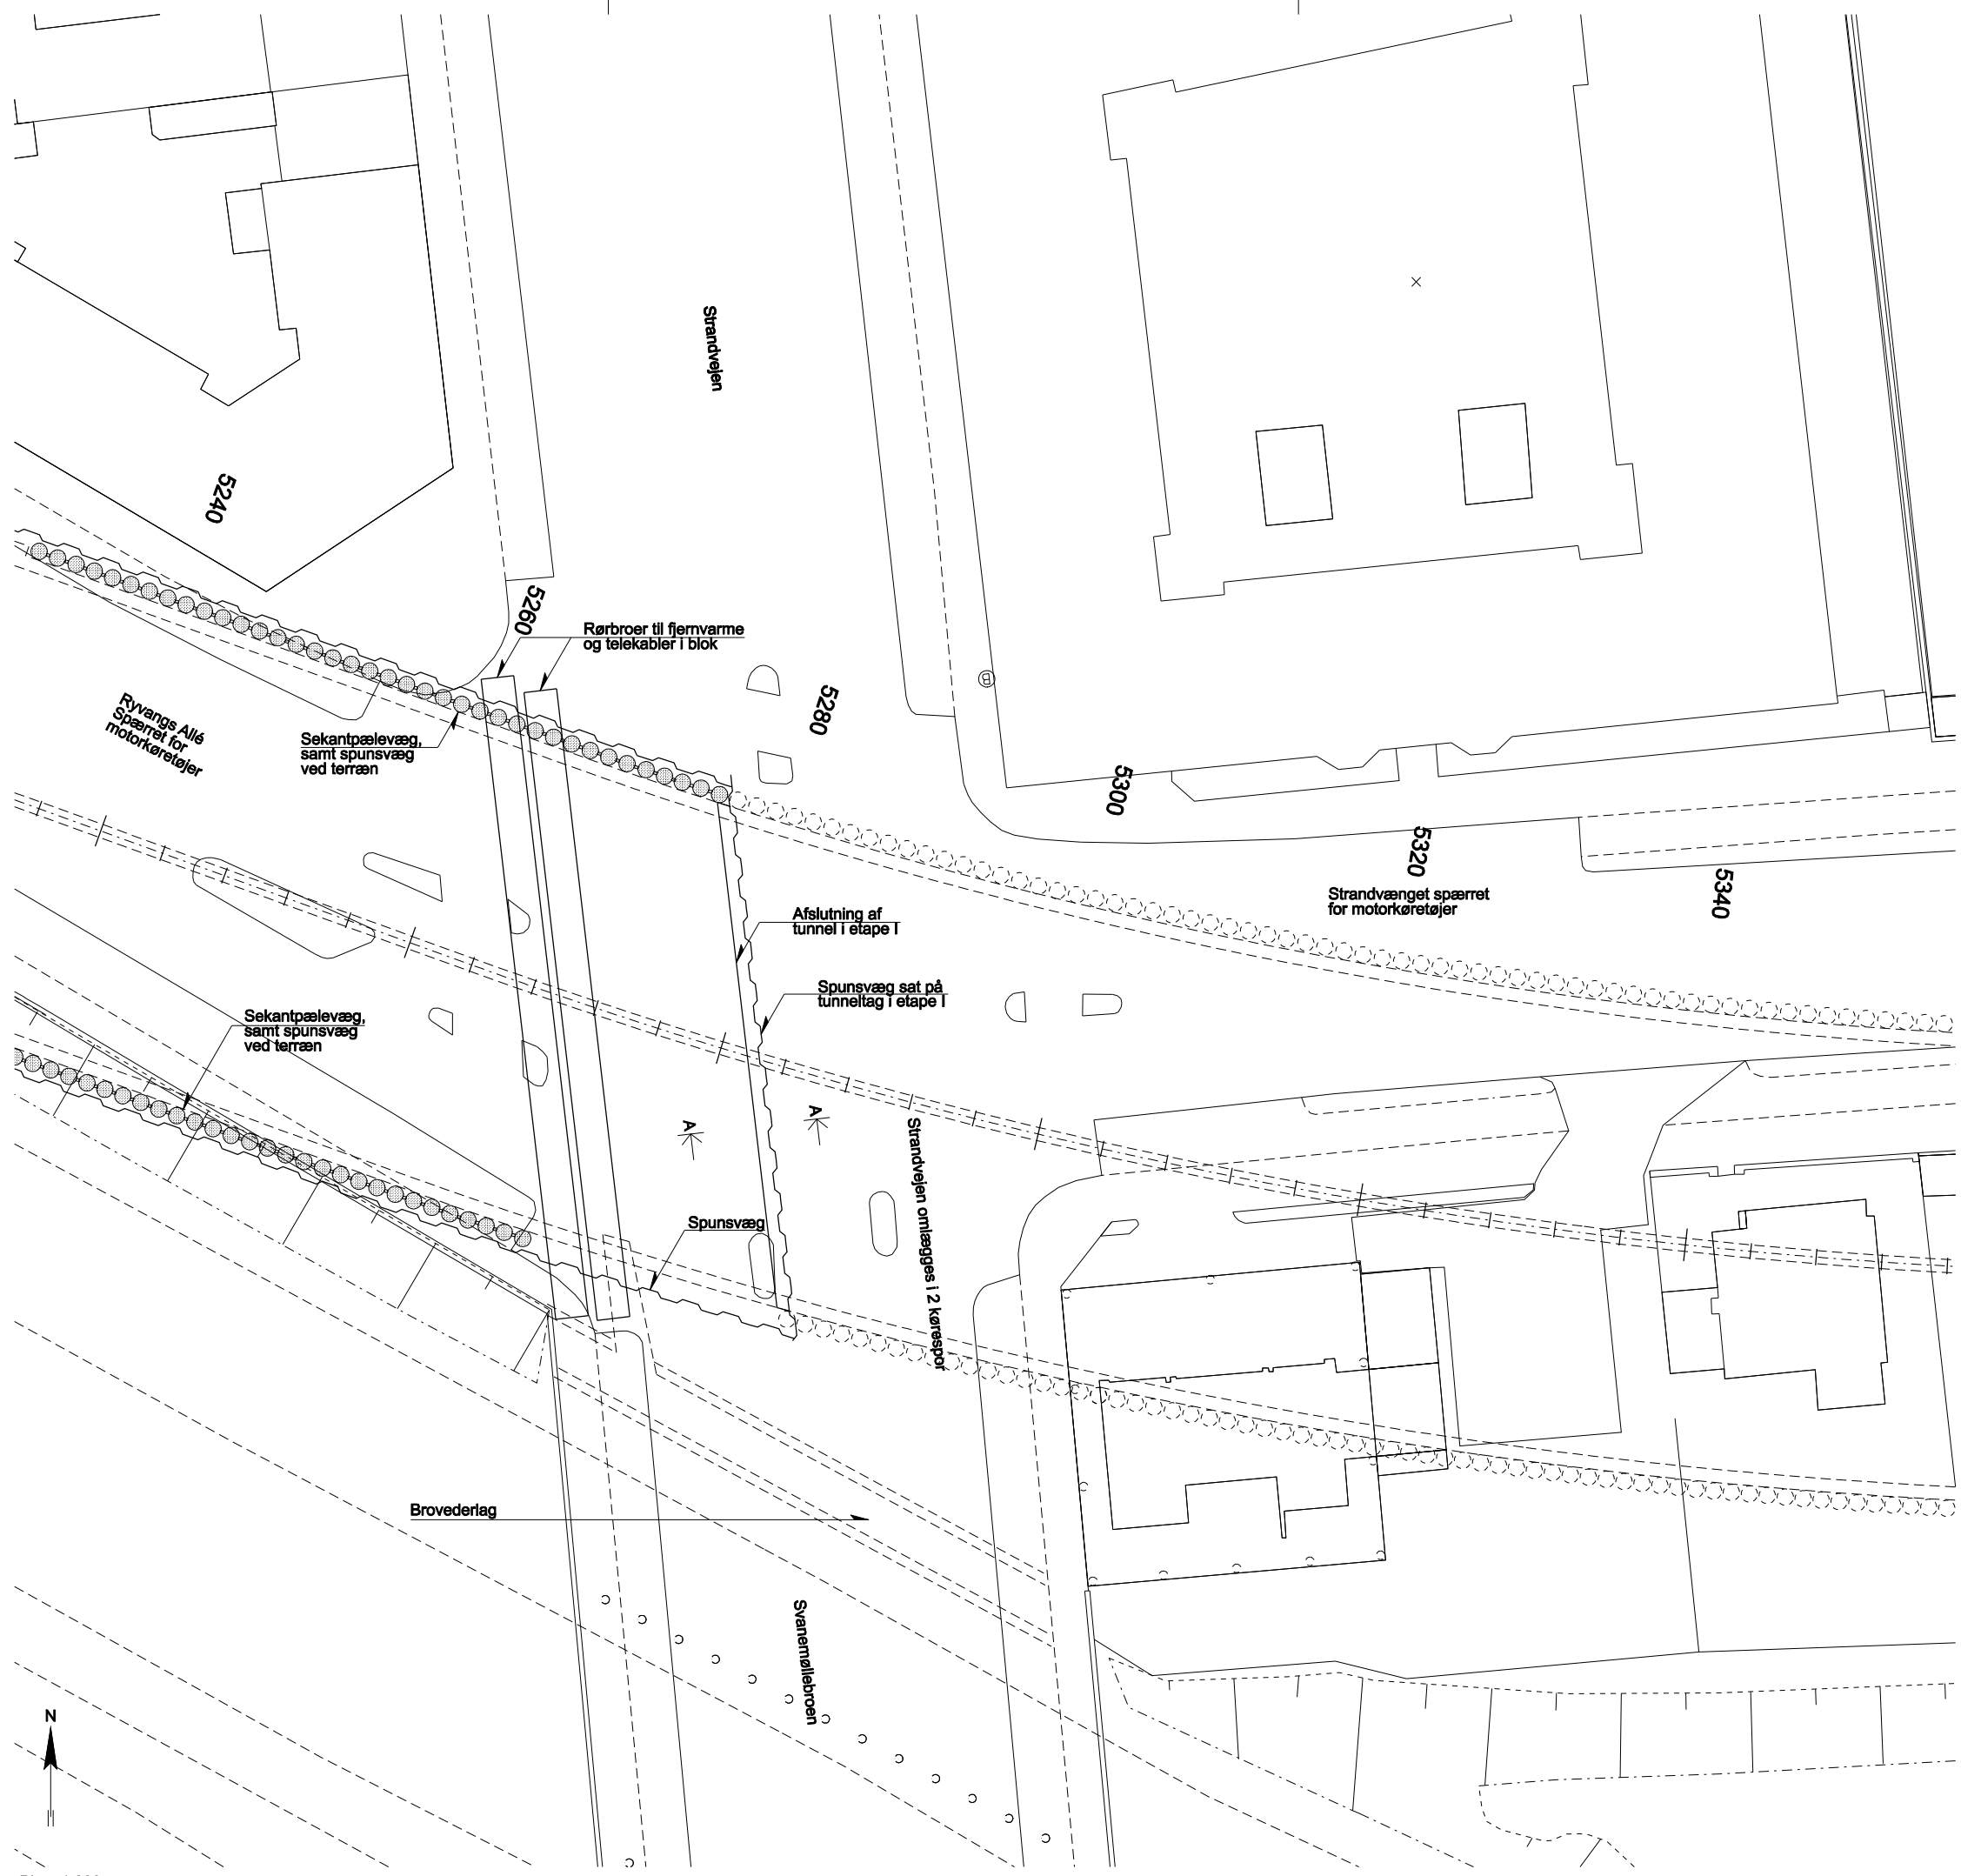 Strandvejen
5240
5260
Rørbroer til fjernvarme
og telekabler i blok
5280
Ryvangs Allé
Spærret for
motorkøretøjer
Sekantpælevæg,
samt spunsvæg
ved terræn
5300
5320
5340
Strandvænget spærret
for motorkøretøjer
Afslutning af
tunnel i etape I
Spunsvæg sat på
tunneltag i etape I
Sekantpælevæg,
samt spunsvæg
ved terræn
A
A
Strandvejen omlægges i 2 kørespor
Spunsvæg
Brovederlag
Svanemøllebroen
N
B